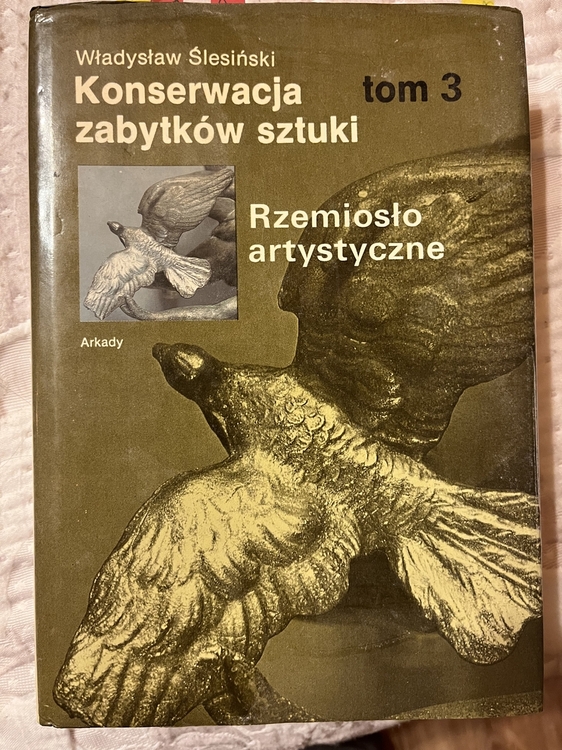 Władysław Ślesiński
Konserwacja tom 3
zabytków sztuki
Rzemiosło
artystyczne
Arkady